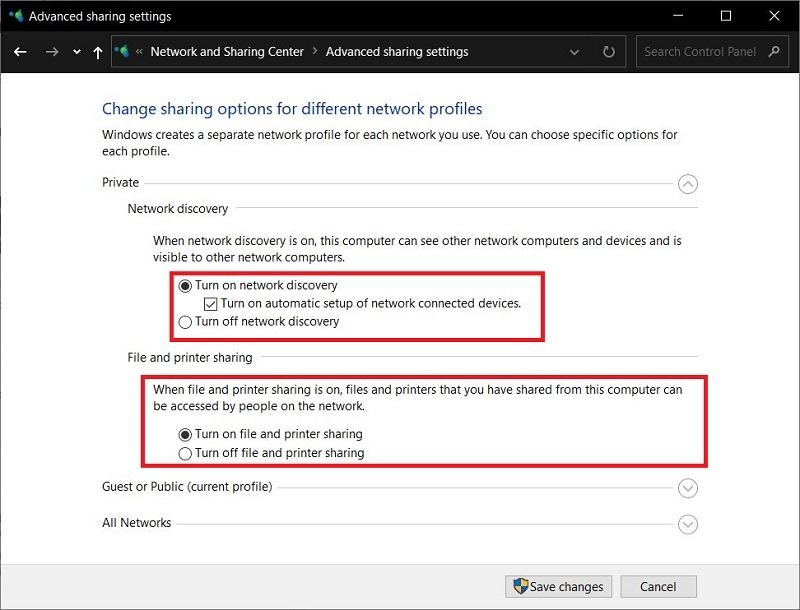 Advanced sharing settings
« Network and Sharing Center > Advanced sharing settings
Search Control Panel
Change sharing options for different network profiles
Windows creates a separate network profile for each network you use. You can choose specific options for
each profile.
Private
Network discovery
When network discovery is on, this computer can see other network computers and devices and is
visible to other network computers.
Turn on network discovery
Turn on automatic setup of network connected devices.
Turn off network discovery
File and printer sharing
When file and printer sharing is on, files and printers that you have shared from this computer can
be accessed by people on the network.
Turn on file and printer sharing
Turn off file and printer sharing
Guest or Public (current profile)
All Networks
Save changes
Cancel